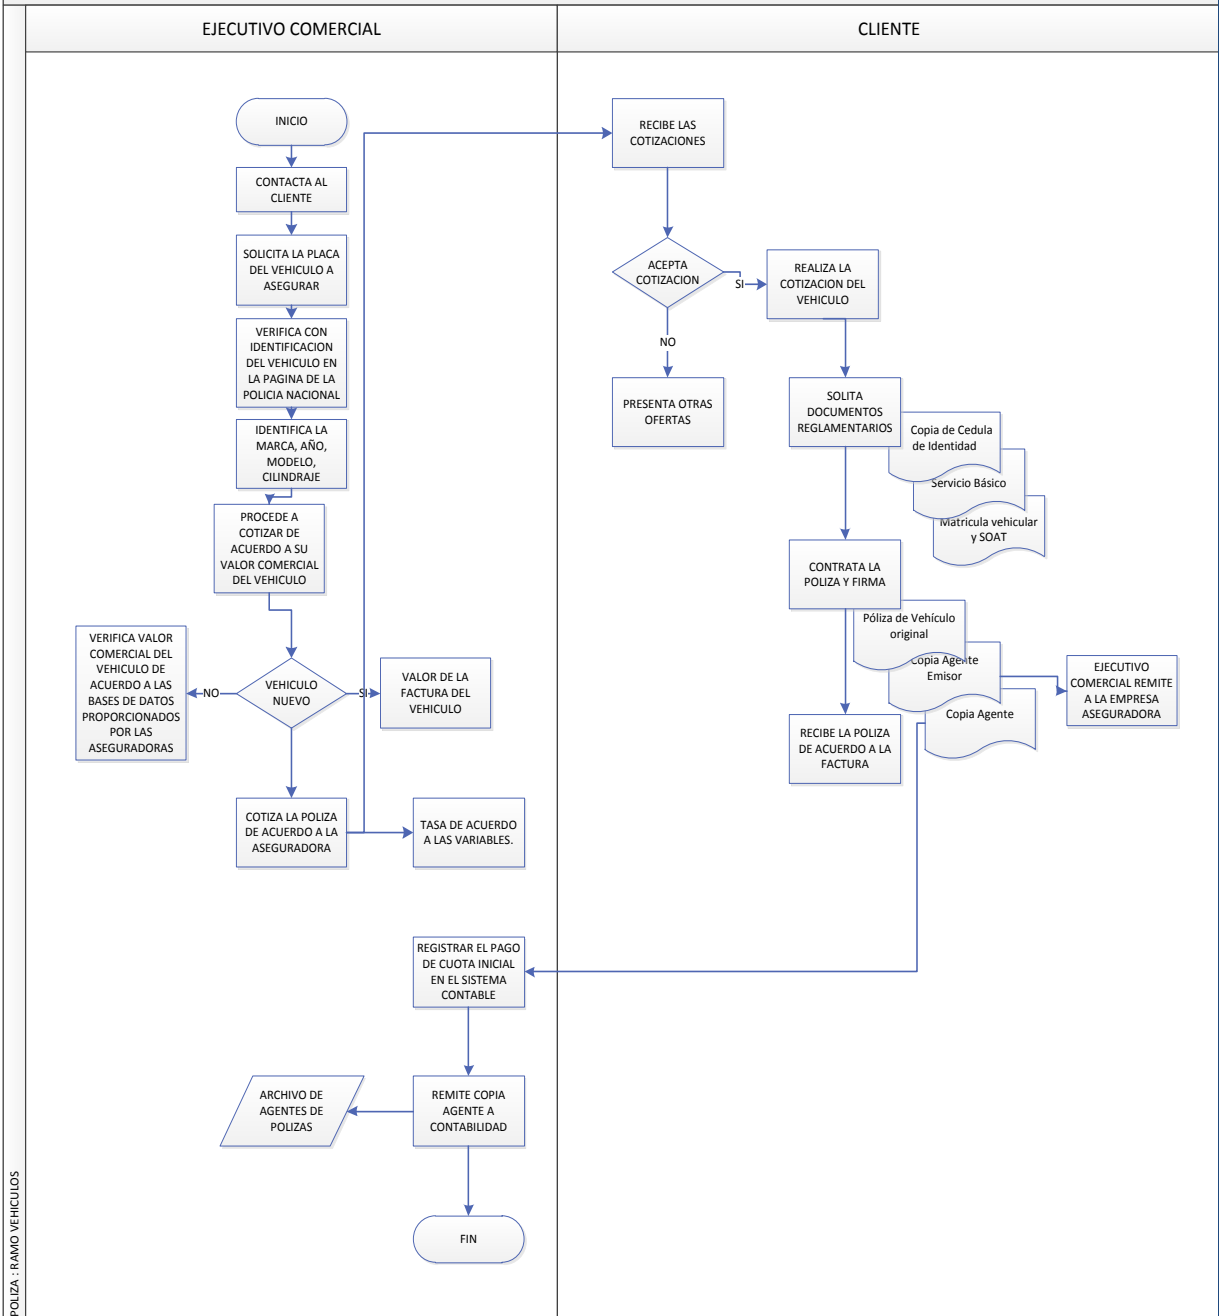 EJECUTIVO COMERCIAL
CLIENTE
INICIO
CONTACTA AL
CLIENTE
SOLICITA LA PLACA
DEL VEHICULO A
ASEGURAR
VERIFICA CON
IDENTIFICACION
DEL VEHICULO EN
LA PAGINA DE LA
POLICIA NACIONAL
IDENTIFICA LA
MARCA, AÑO,
MODELO,
CILINDRAJE
PROCEDE A
COTIZAR DE
ACUERDO A SU
VALOR COMERCIAL
DEL VEHICULO
VERIFICA VALOR
COMERCIAL DEL
VEHICULO DE
ACUERDO A LAS
BASES DE DATOS
PROPORCIONADOS
POR LAS
ASEGURADORAS
NO
VEHICULO
NUEVO
SI
VALOR DE LA
FACTURA DEL
VEHICULO
COTIZA LA POLIZA
DE ACUERDO A LA
ASEGURADORA
TASA DE ACUERDO
A LAS VARIABLES.
RECIBE LAS
COTIZACIONES
ACEPTA
COTIZACION
SI
REALIZA LA
COTIZACION DEL
VEHICULO
NO
PRESENTA OTRAS
OFERTAS
SOLITA
DOCUMENTOS
REGLAMENTARIOS
Copia de Cedula
de Identidad
Servicio Básico
Matricula vehicular
y SOAT
CONTRATA LA
POLIZA Y FIRMA
Póliza de Vehículo
original
Copia Agente
Emisor
Copia Agente
EJECUTIVO
COMERCIAL REMITE
A LA EMPRESA
ASEGURADORA
RECIBE LA POLIZA
DE ACUERDO A LA
FACTURA
REGISTRAR EL PAGO
DE CUOTA INICIAL
EN EL SISTEMA
CONTABLE
REMITE COPIA
AGENTE A
CONTABILIDAD
ARCHIVO DE
AGENTES DE
POLIZAS
FIN
POLIZA : RAMO VEHICULOS